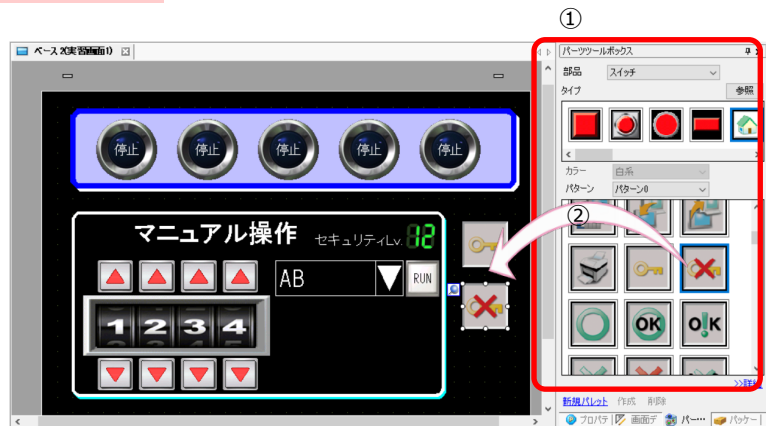 ①
ベース 2(実習画面1)
パーツツールボックス
部品 スイッチ
タイプ 参照
停止 停止 停止 停止 停止
カラー 白系
パターン パターン0
②
マニュアル操作 セキュリティLv. 12
AB RUN
1 2 3 4
OK O!K
>>詳細
新規パレット 作成 削除
プロパテ 画面デ パー… パッケー